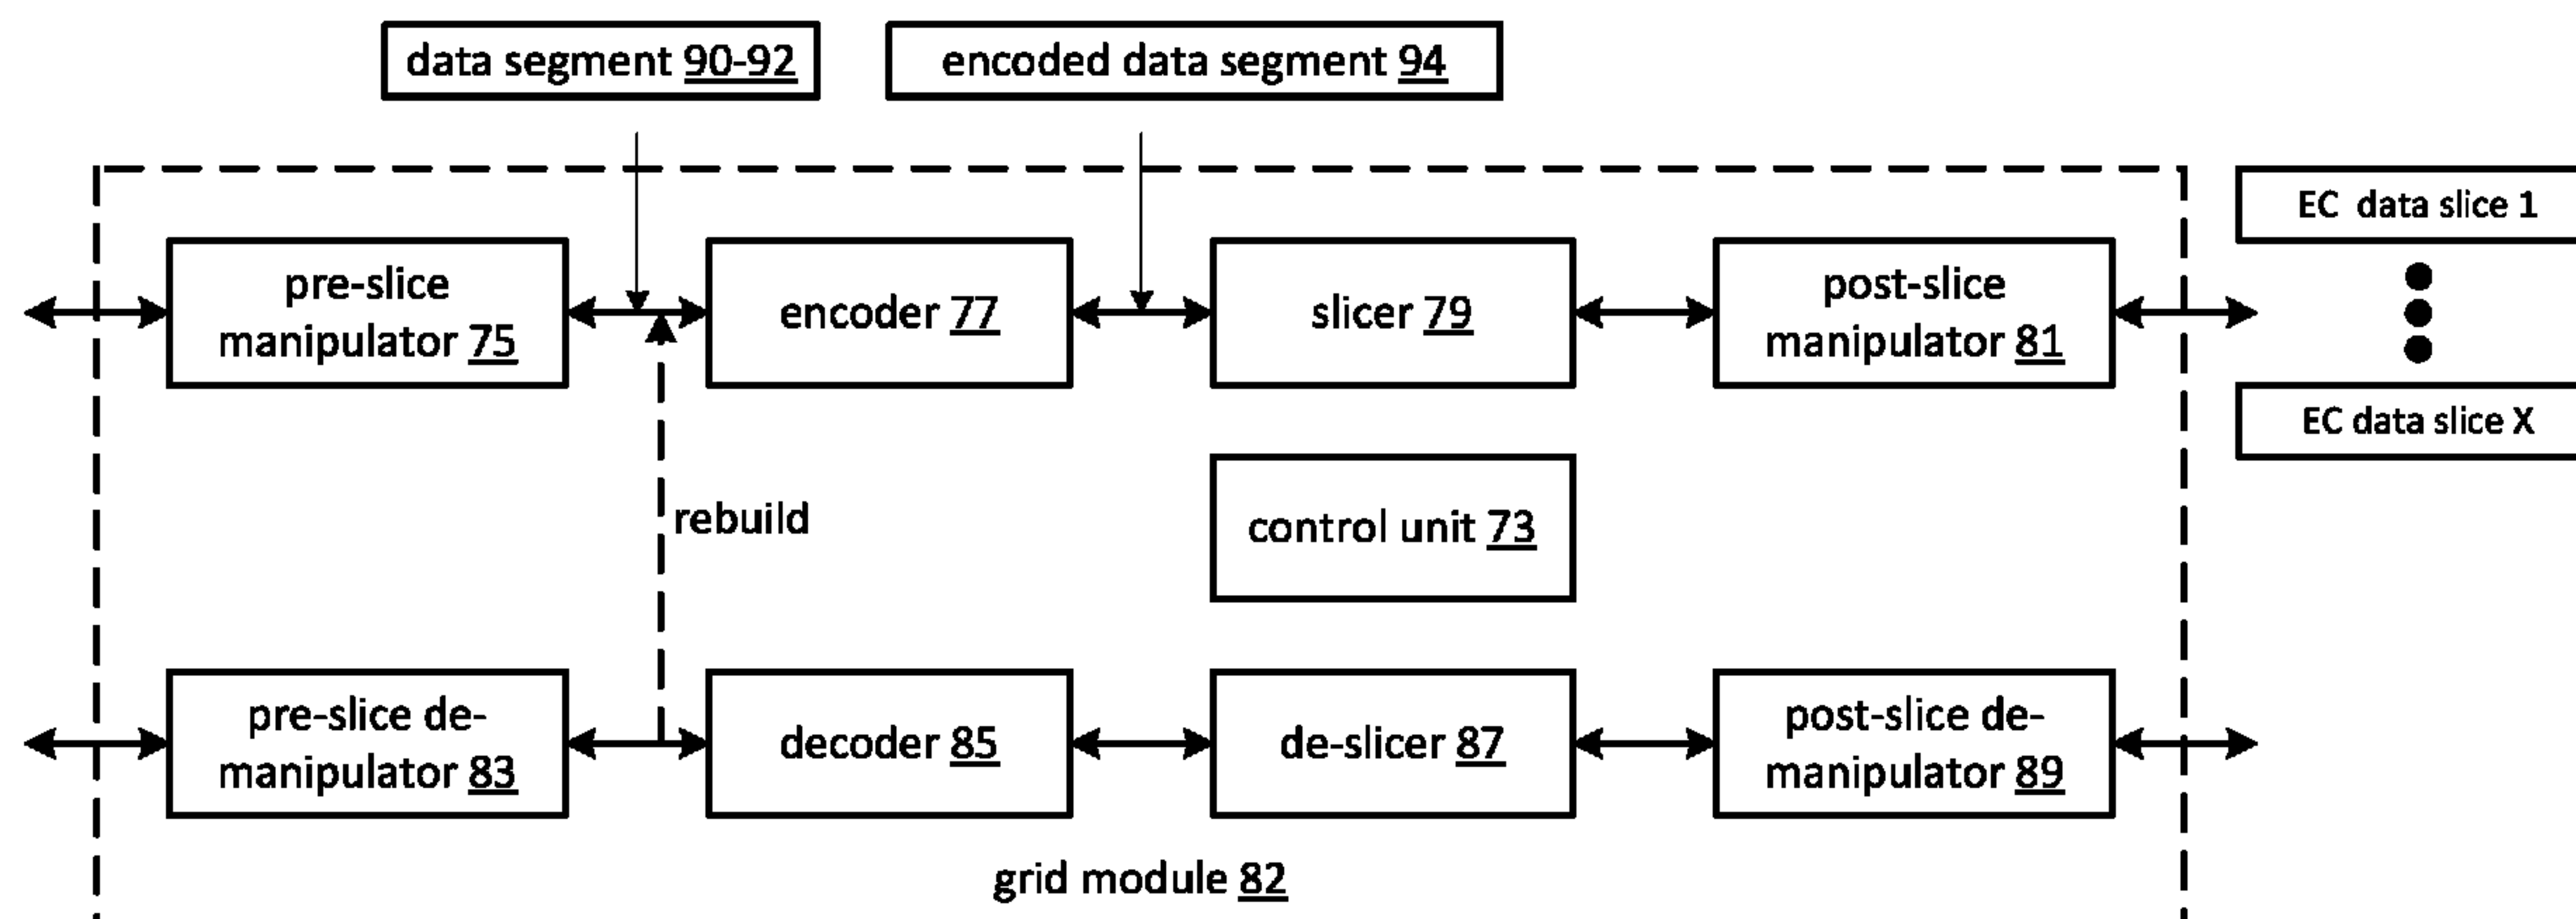 data segment 90-92
encoded data segment 94
EC data slice 1
pre-slice
manipulator 75
encoder 77
slicer 79
post-slice
manipulator 81
EC data slice X
rebuild
control unit 73
pre-slice de-
manipulator 83
decoder 85
de-slicer 87
post-slice de-
manipulator 89
grid module 82